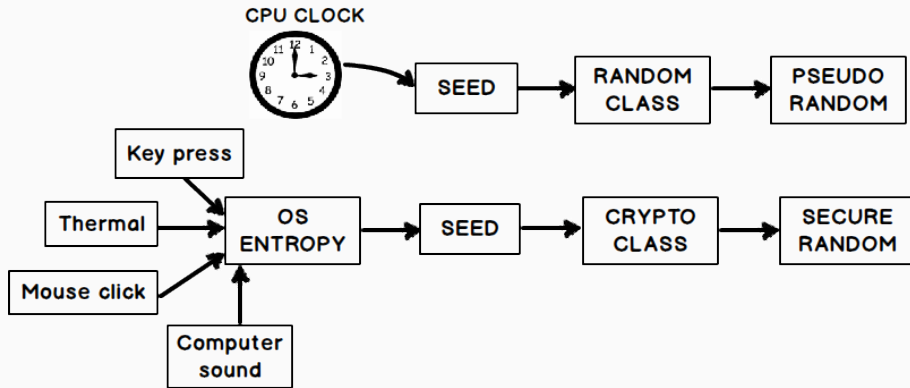 CPU CLOCK
12
11
1
10
2
9
3
8
4
7
5
6
SEED
RANDOM
CLASS
PSEUDO
RANDOM
Key press
Thermal
Mouse click
Computer
sound
OS
ENTROPY
SEED
CRYPTO
CLASS
SECURE
RANDOM